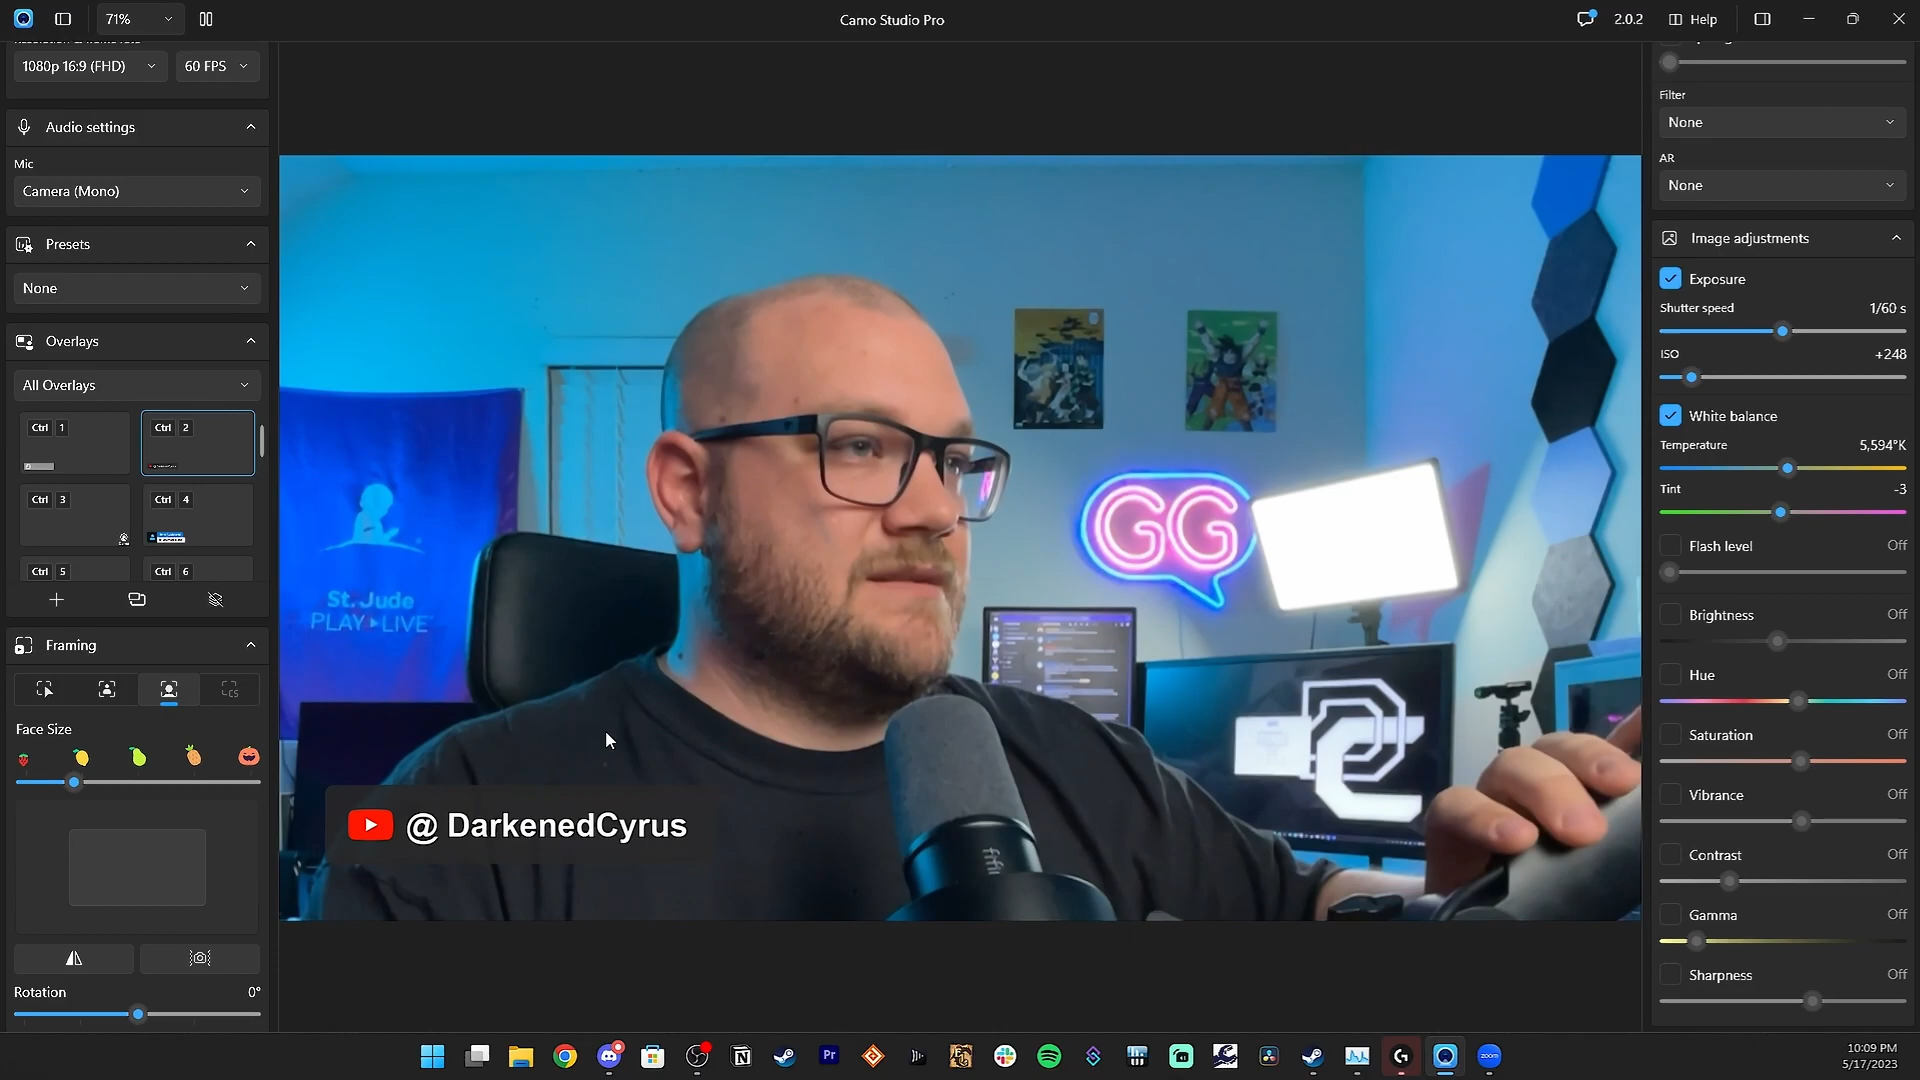 71%
Camo Studio Pro
2.0.2
Help
1080p 16:9 (FHD)
60 FPS
Audio settings
Mic
Camera (Mono)
Presets
None
Overlays
All Overlays
Ctrl 1
Ctrl 2
Ctrl 3
Ctrl 4
Ctrl 5
Ctrl 6
Framing
CS
Face Size
Rotation
0°
St. Jude
PLAY LIVE
GG
@ DarkenedCyrus
Filter
None
AR
None
Image adjustments
Exposure
Shutter speed
1/60 s
ISO
+248
White balance
Temperature
5,594°K
Tint
-3
Flash level
Off
Brightness
Off
Hue
Off
Saturation
Off
Vibrance
Off
Contrast
Off
Gamma
Off
Sharpness
Off
Pr
zoom
10:09 PM
5/17/2023